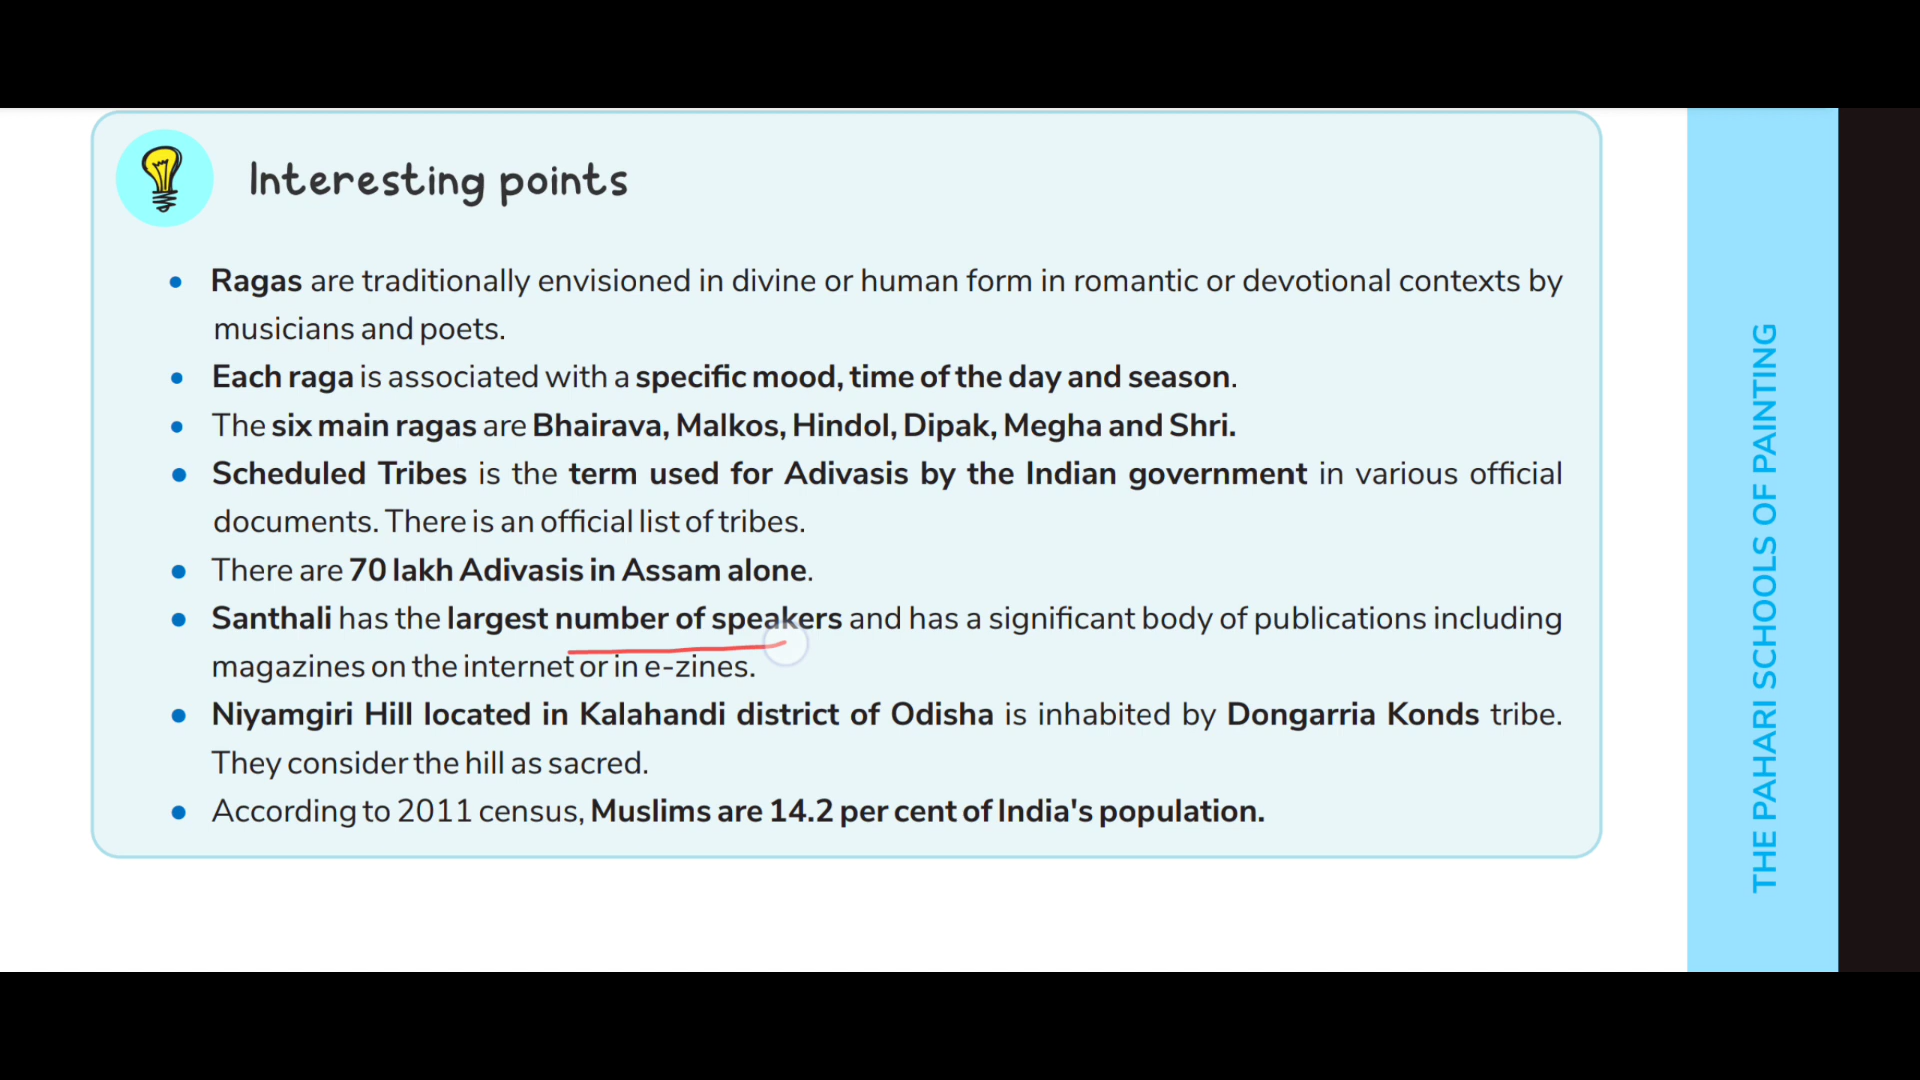 Interesting points
• Ragas are traditionally envisioned in divine or human form in romantic or devotional contexts by
musicians and poets.
• Each raga is associated with a specific mood, time of the day and season.
• The six main ragas are Bhairava, Malkos, Hindol, Dipak, Megha and Shri.
• Scheduled Tribes is the term used for Adivasis by the Indian government in various official
documents. There is an official list of tribes.
• There are 70 lakh Adivasis in Assam alone.
• Santhali has the largest number of speakers and has a significant body of publications including
magazines on the internet or in e-zines.
• Niyamgiri Hill located in Kalahandi district of Odisha is inhabited by Dongarria Konds tribe.
They consider the hill as sacred.
• According to 2011 census, Muslims are 14.2 per cent of India's population.
THE PAHARI SCHOOLS OF PAINTING